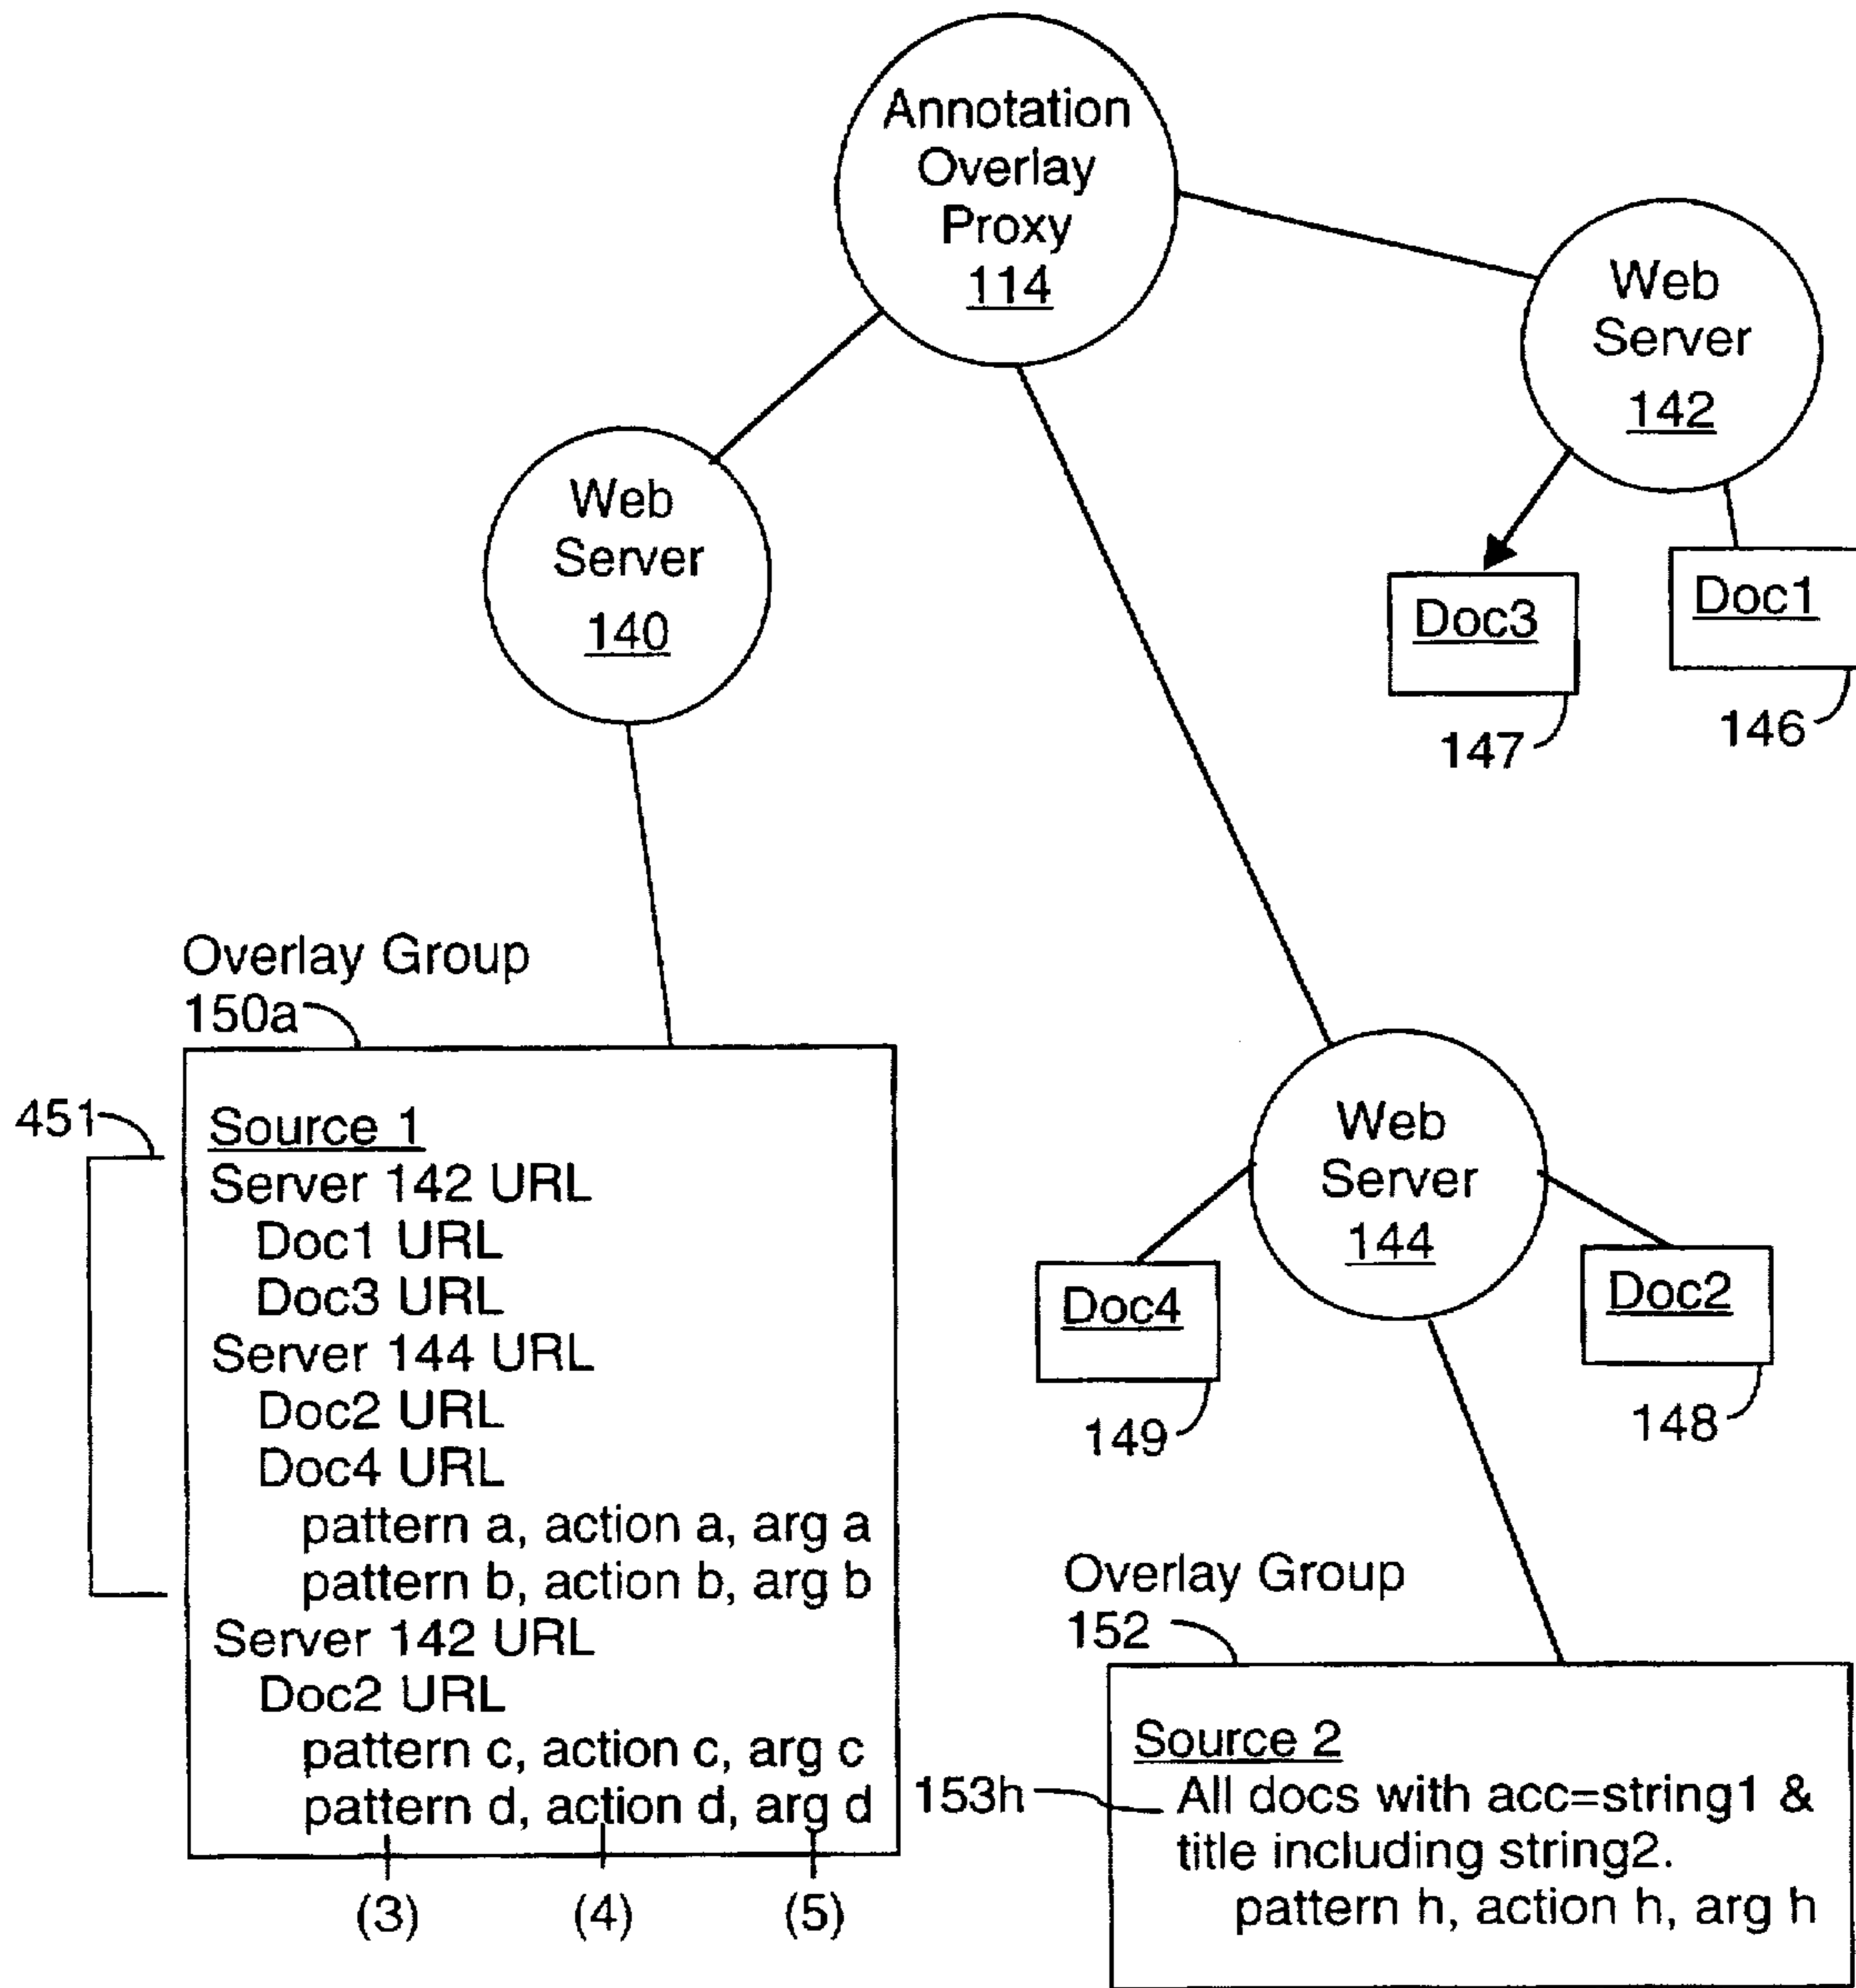 Annotation
Overlay
Proxy
114
Web
Server
142
Web
Server
140
Doc3
Doc1
147
146
Overlay Group
150a
451
Source 1
Server 142 URL
Doc1 URL
Doc3 URL
Server 144 URL
Doc2 URL
Doc4 URL
pattern a, action a, arg a
pattern b, action b, arg b
Server 142 URL
Doc2 URL
pattern c, action c, arg c
pattern d, action d, arg d
(3) (4) (5)
Web
Server
144
Doc4
Doc2
149
148
Overlay Group
152
Source 2
153h
All docs with acc=string1 &
title including string2.
pattern h, action h, arg h